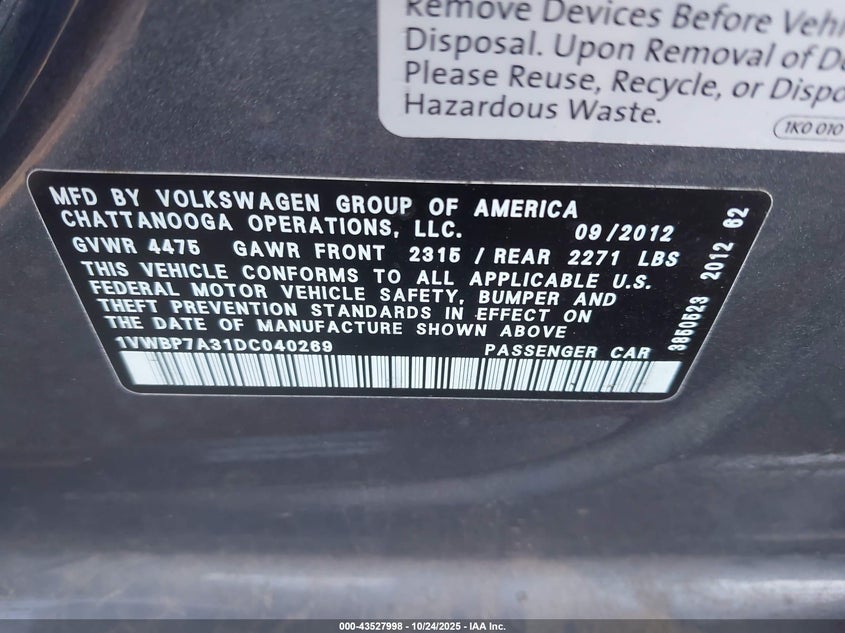 Remove Devices Before
Disposal. Upon Removal of
Please Reuse, Recycle, or
Hazardous Waste.
1K0 010
MFD BY VOLKSWAGEN GROUP OF AMERICA
CHATTANOOGA OPERATIONS, LLC. 09/2012
GVWR 4475 GAWR FRONT 2315 / REAR 2271 LBS
THIS VEHICLE CONFORMS TO ALL APPLICABLE U.S.
FEDERAL MOTOR VEHICLE SAFETY, BUMPER AND
THEFT PREVENTION STANDARDS IN EFFECT ON
THE DATE OF MANUFACTURE SHOWN ABOVE
1VWBP7A31DC040269 PASSENGER CAR
3850523 2012 62
000-43527998 - 10/24/2025 - IAA Inc.